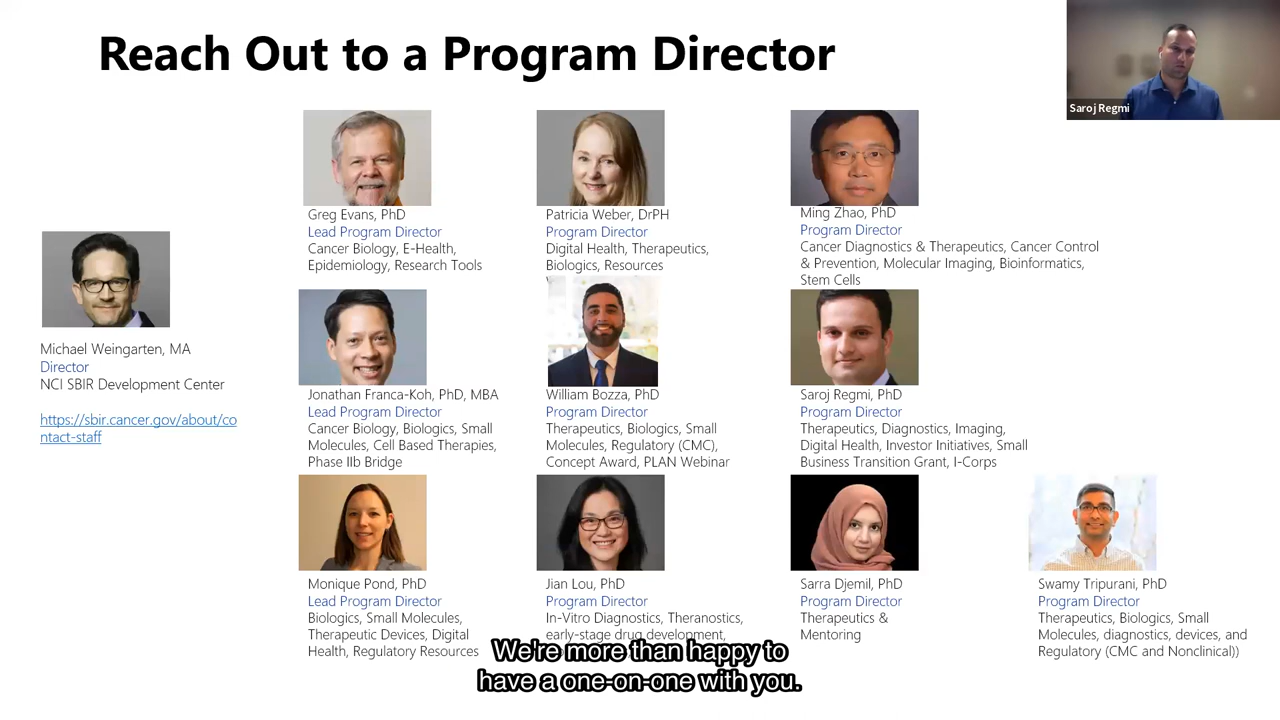 Reach Out to a Program Director
Saroj Regmi
Michael Weingarten, MA
Director
NCI SBIR Development Center
https://sbir.cancer.gov/about/co
ntact-staff
Greg Evans, PhD
Lead Program Director
Cancer Biology, E-Health,
Epidemiology, Research Tools
Patricia Weber, DrPH
Program Director
Digital Health, Therapeutics,
Biologics, Resources
Ming Zhao, PhD
Program Director
Cancer Diagnostics & Therapeutics, Cancer Control
& Prevention, Molecular Imaging, Bioinformatics,
Stem Cells
Jonathan Franca-Koh, PhD, MBA
Lead Program Director
Cancer Biology, Biologics, Small
Molecules, Cell Based Therapies,
Phase IIb Bridge
William Bozza, PhD
Program Director
Therapeutics, Biologics, Small
Molecules, Regulatory (CMC),
Concept Award, PLAN Webinar
Saroj Regmi, PhD
Program Director
Therapeutics, Diagnostics, Imaging,
Digital Health, Investor Initiatives, Small
Business Transition Grant, I-Corps
Monique Pond, PhD
Lead Program Director
Biologics, Small Molecules,
Therapeutic Devices, Digital
Health, Regulatory Resources
Jian Lou, PhD
Program Director
In-Vitro Diagnostics, Theranostics,
early-stage drug development,
Sarra Djemil, PhD
Program Director
Therapeutics &
Mentoring
Swamy Tripurani, PhD
Program Director
Therapeutics, Biologics, Small
Molecules, diagnostics, devices, and
Regulatory (CMC and Nonclinical))
We're more than happy to
have a one-on-one with you.